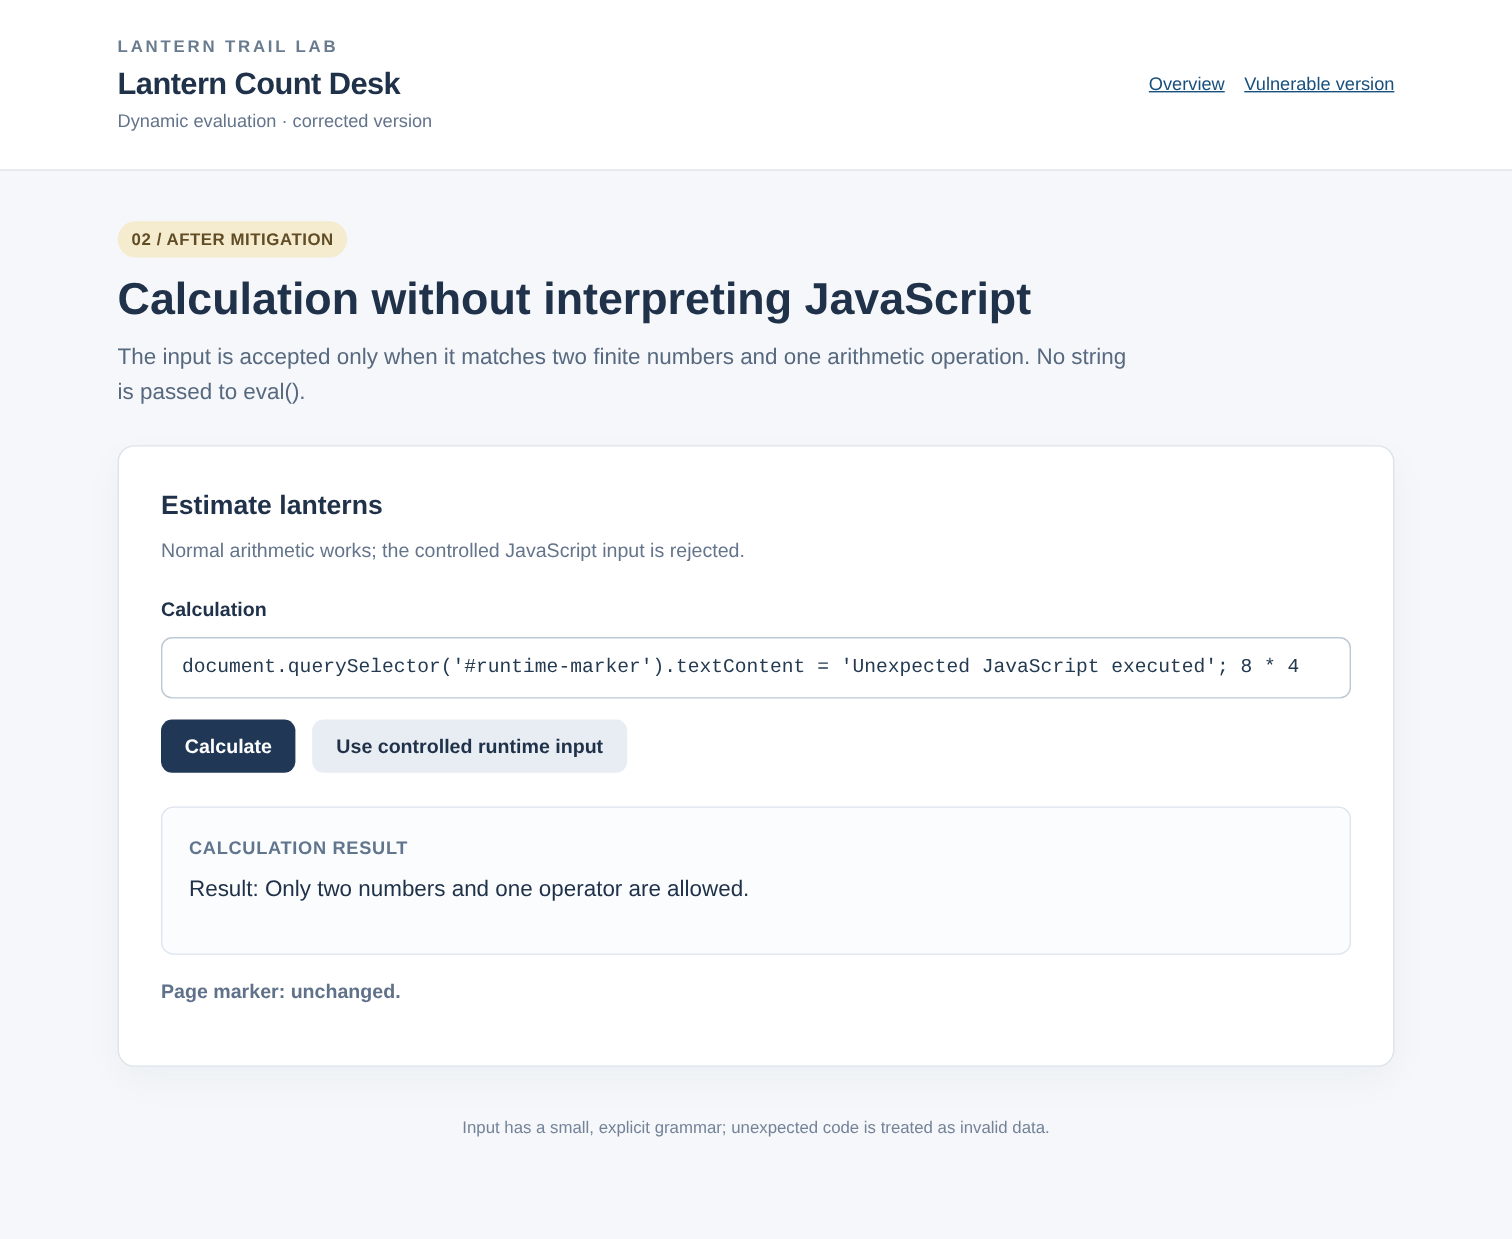 LANTERN TRAIL LAB
Lantern Count Desk
Dynamic evaluation · corrected version
Overview
Vulnerable version
02 / AFTER MITIGATION
Calculation without interpreting JavaScript
The input is accepted only when it matches two finite numbers and one arithmetic operation. No string
is passed to eval().
Estimate lanterns
Normal arithmetic works; the controlled JavaScript input is rejected.
Calculation
document.querySelector('#runtime-marker').textContent = 'Unexpected JavaScript executed'; 8 * 4
Calculate
Use controlled runtime input
CALCULATION RESULT
Result: Only two numbers and one operator are allowed.
Page marker: unchanged.
Input has a small, explicit grammar; unexpected code is treated as invalid data.